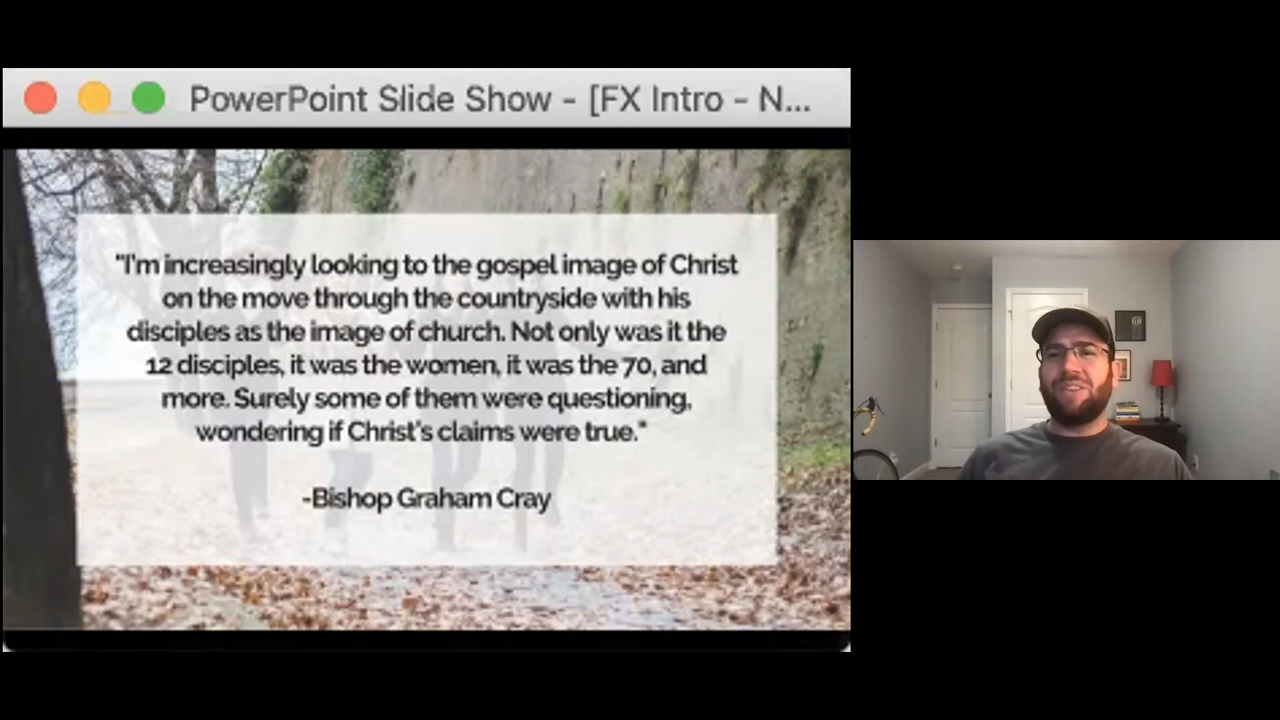 PowerPoint Slide Show - [FX Intro - N...
"I'm increasingly looking to the gospel image of Christ
on the move through the countryside with his
disciples as the image of church. Not only was it the
12 disciples, it was the women, it was the 70, and
more. Surely some of them were questioning,
wondering if Christ's claims were true."
-Bishop Graham Cray